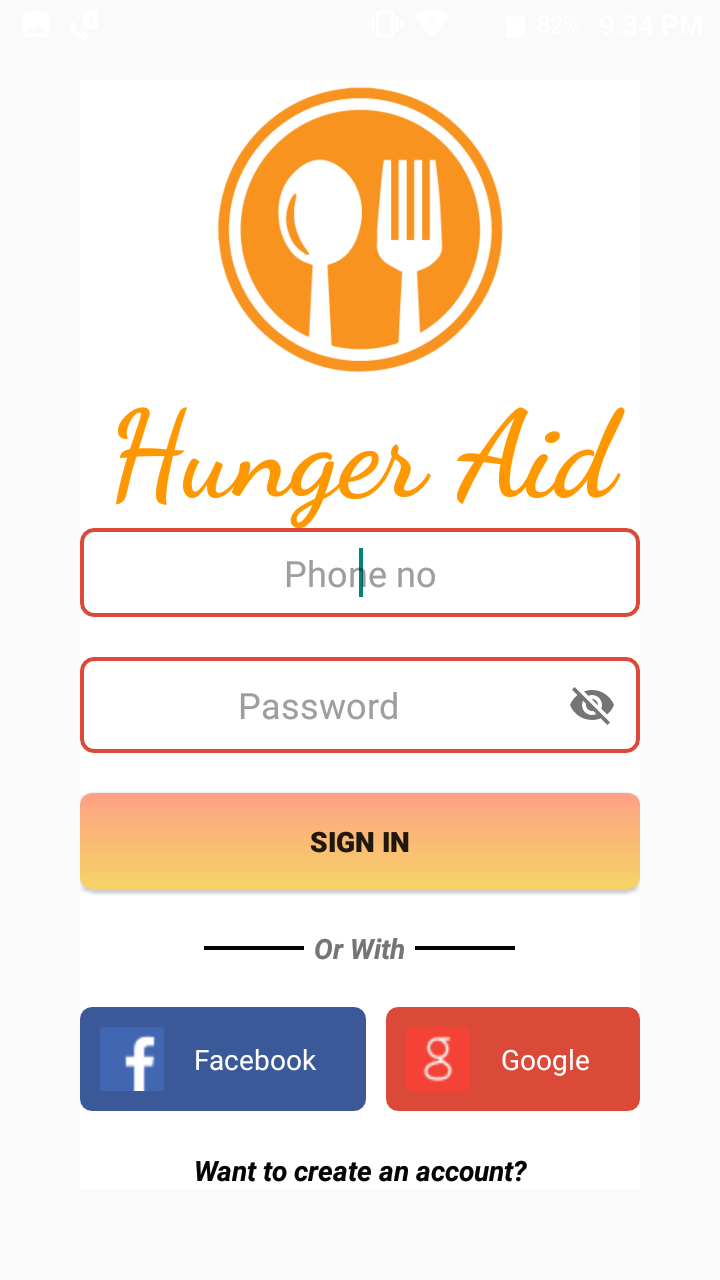 82% 9:34 PM
Hunger Aid
Phone no
Password
SIGN IN
Or With
f Facebook
g Google
Want to create an account?